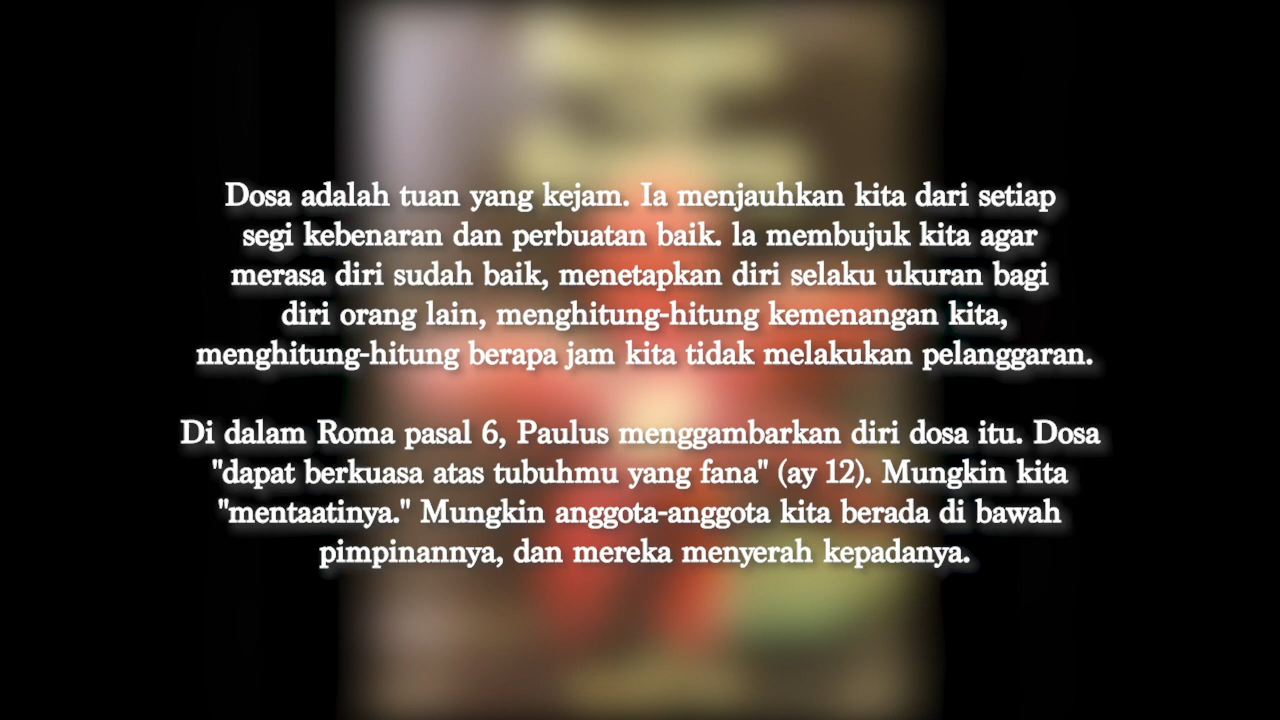 Dosa adalah tuan yang kejam. Ia menjauhkan kita dari setiap
segi kebenaran dan perbuatan baik. la membujuk kita agar
merasa diri sudah baik, menetapkan diri selaku ukuran bagi
diri orang lain, menghitung-hitung kemenangan kita,
menghitung-hitung berapa jam kita tidak melakukan pelanggaran.
Di dalam Roma pasal 6, Paulus menggambarkan diri dosa itu. Dosa
"dapat berkuasa atas tubuhmu yang fana" (ay 12). Mungkin kita
"mentaatinya." Mungkin anggota-anggota kita berada di bawah
pimpinannya, dan mereka menyerah kepadanya.